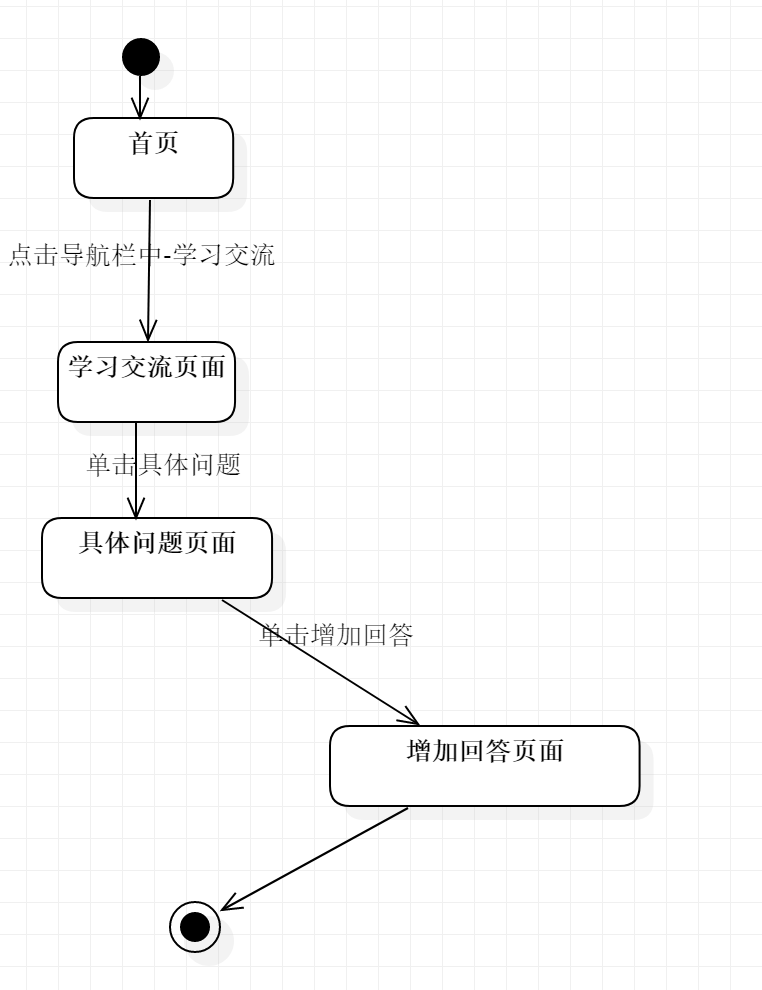 首页
点击导航栏中-学习交流
学习交流页面
单击具体问题
具体问题页面
单击增加回答
增加回答页面